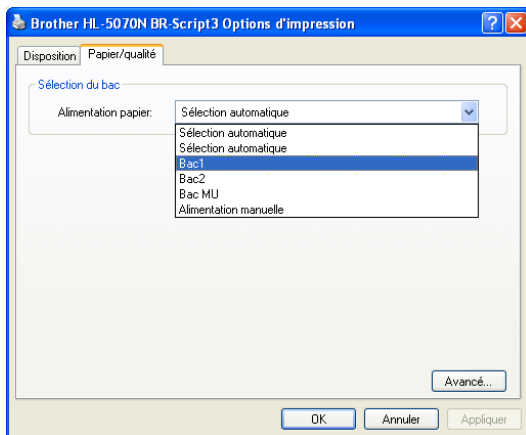 Brother HL-5070N BR-Script3 Options d'impression
Disposition Papier/qualité
Sélection du bac
Alimentation papier: Sélection automatique
Sélection automatique
Sélection automatique
Bac1
Bac2
Bac MU
Alimentation manuelle
Avancé...
OK Annuler Appliquer